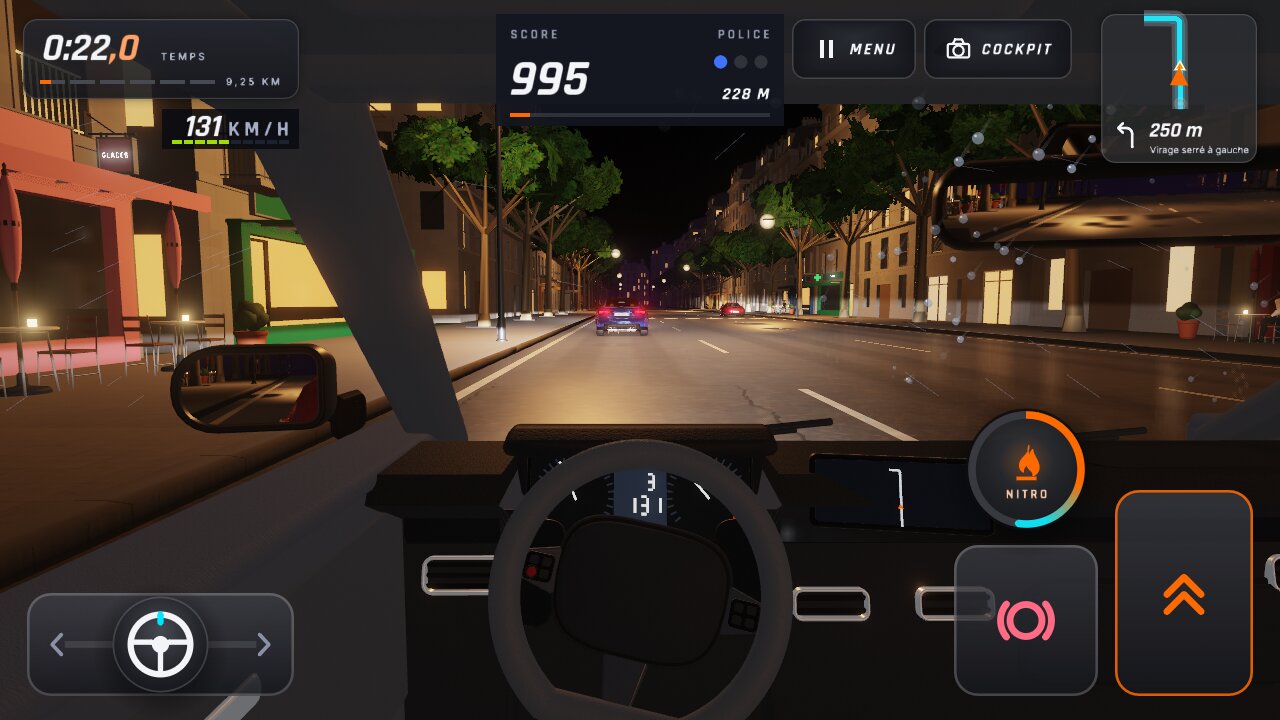 0:22,0 TEMPS
9,25 KM
131 KM/H
SCORE
POLICE
995
228 M
MENU
COCKPIT
250 m
Virage serré à gauche
GLACES
3
131
NITRO